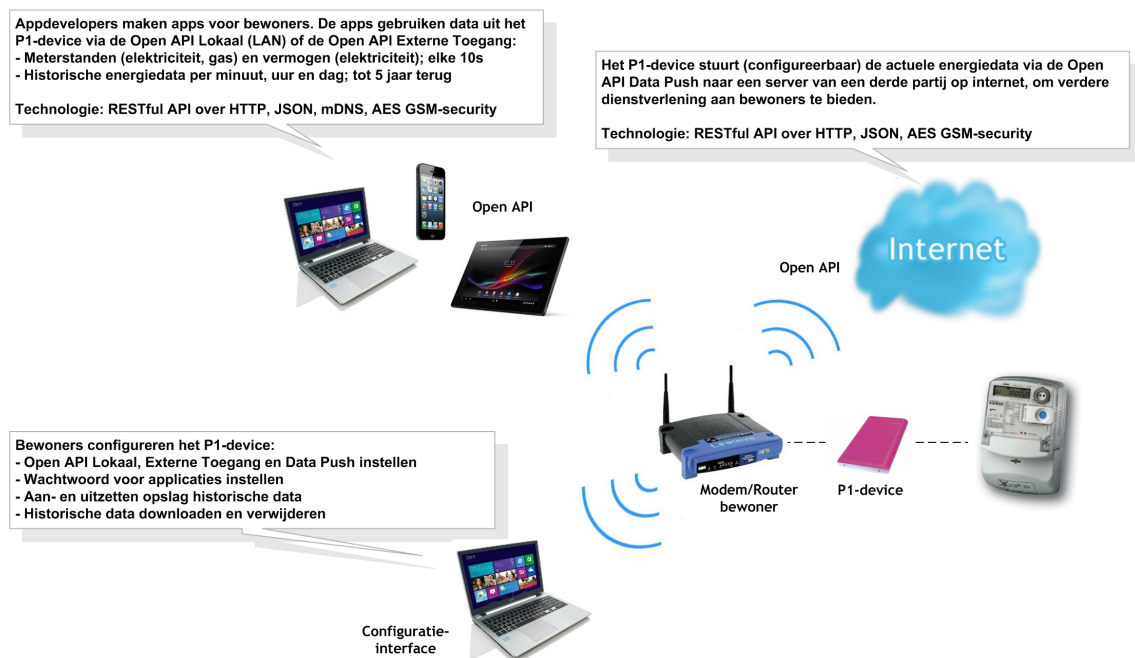 Appdevelopers maken apps voor bewoners. De apps gebruiken data uit het
P1-device via de Open API Lokaal (LAN) of de Open API Externe Toegang:
- Meterstanden (elektriciteit, gas) en vermogen (elektriciteit); elke 10s
- Historische energiedata per minuut, uur en dag; tot 5 jaar terug
Technologie: RESTful API over HTTP, JSON, mDNS, AES GSM-security
Het P1-device stuurt (configureerbaar) de actuele energiedata via de Open
API Data Push naar een server van een derde partij op internet, om verdere
dienstverlening aan bewoners te bieden.
Technologie: RESTful API over HTTP, JSON, AES GSM-security
Open API
Internet
Open API
Bewoners configureren het P1-device:
- Open API Lokaal, Externe Toegang en Data Push instellen
- Wachtwoord voor applicaties instellen
- Aan- en uitzetten opslag historische data
- Historische data downloaden en verwijderen
Modem/Router
bewoner
P1-device
Configuratie-
interface
Start
Start